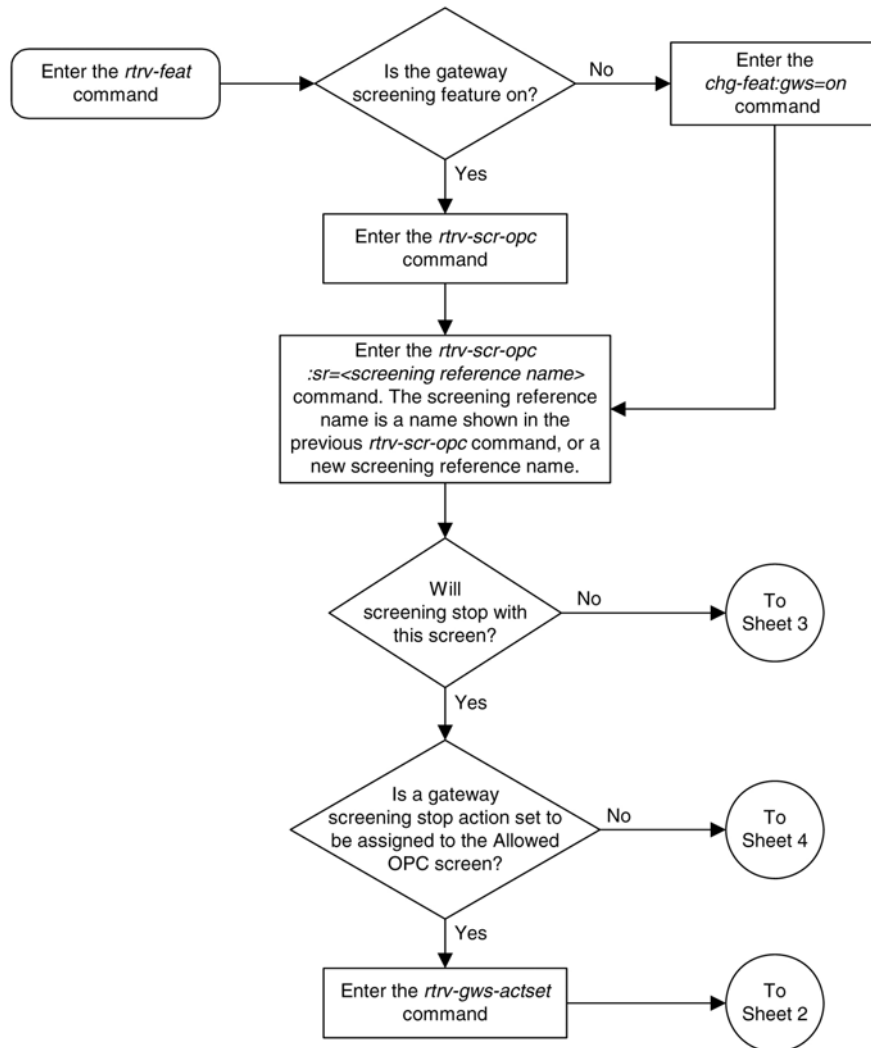 Enter the rtrv-feat
command
Is the gateway
screening feature on?
No
Enter the
chg-feat:gws=on
command
Yes
Enter the rtrv-scr-opc
command
Enter the rtrv-scr-opc
:sr=<screening reference name>
command. The screening reference
name is a name shown in the
previous rtrv-scr-opc command, or a
new screening reference name.
Will
screening stop with
this screen?
No
To
Sheet 3
Yes
Is a gateway
screening stop action set to
be assigned to the Allowed
OPC screen?
No
To
Sheet 4
Yes
Enter the rtrv-gws-actset
command
To
Sheet 2